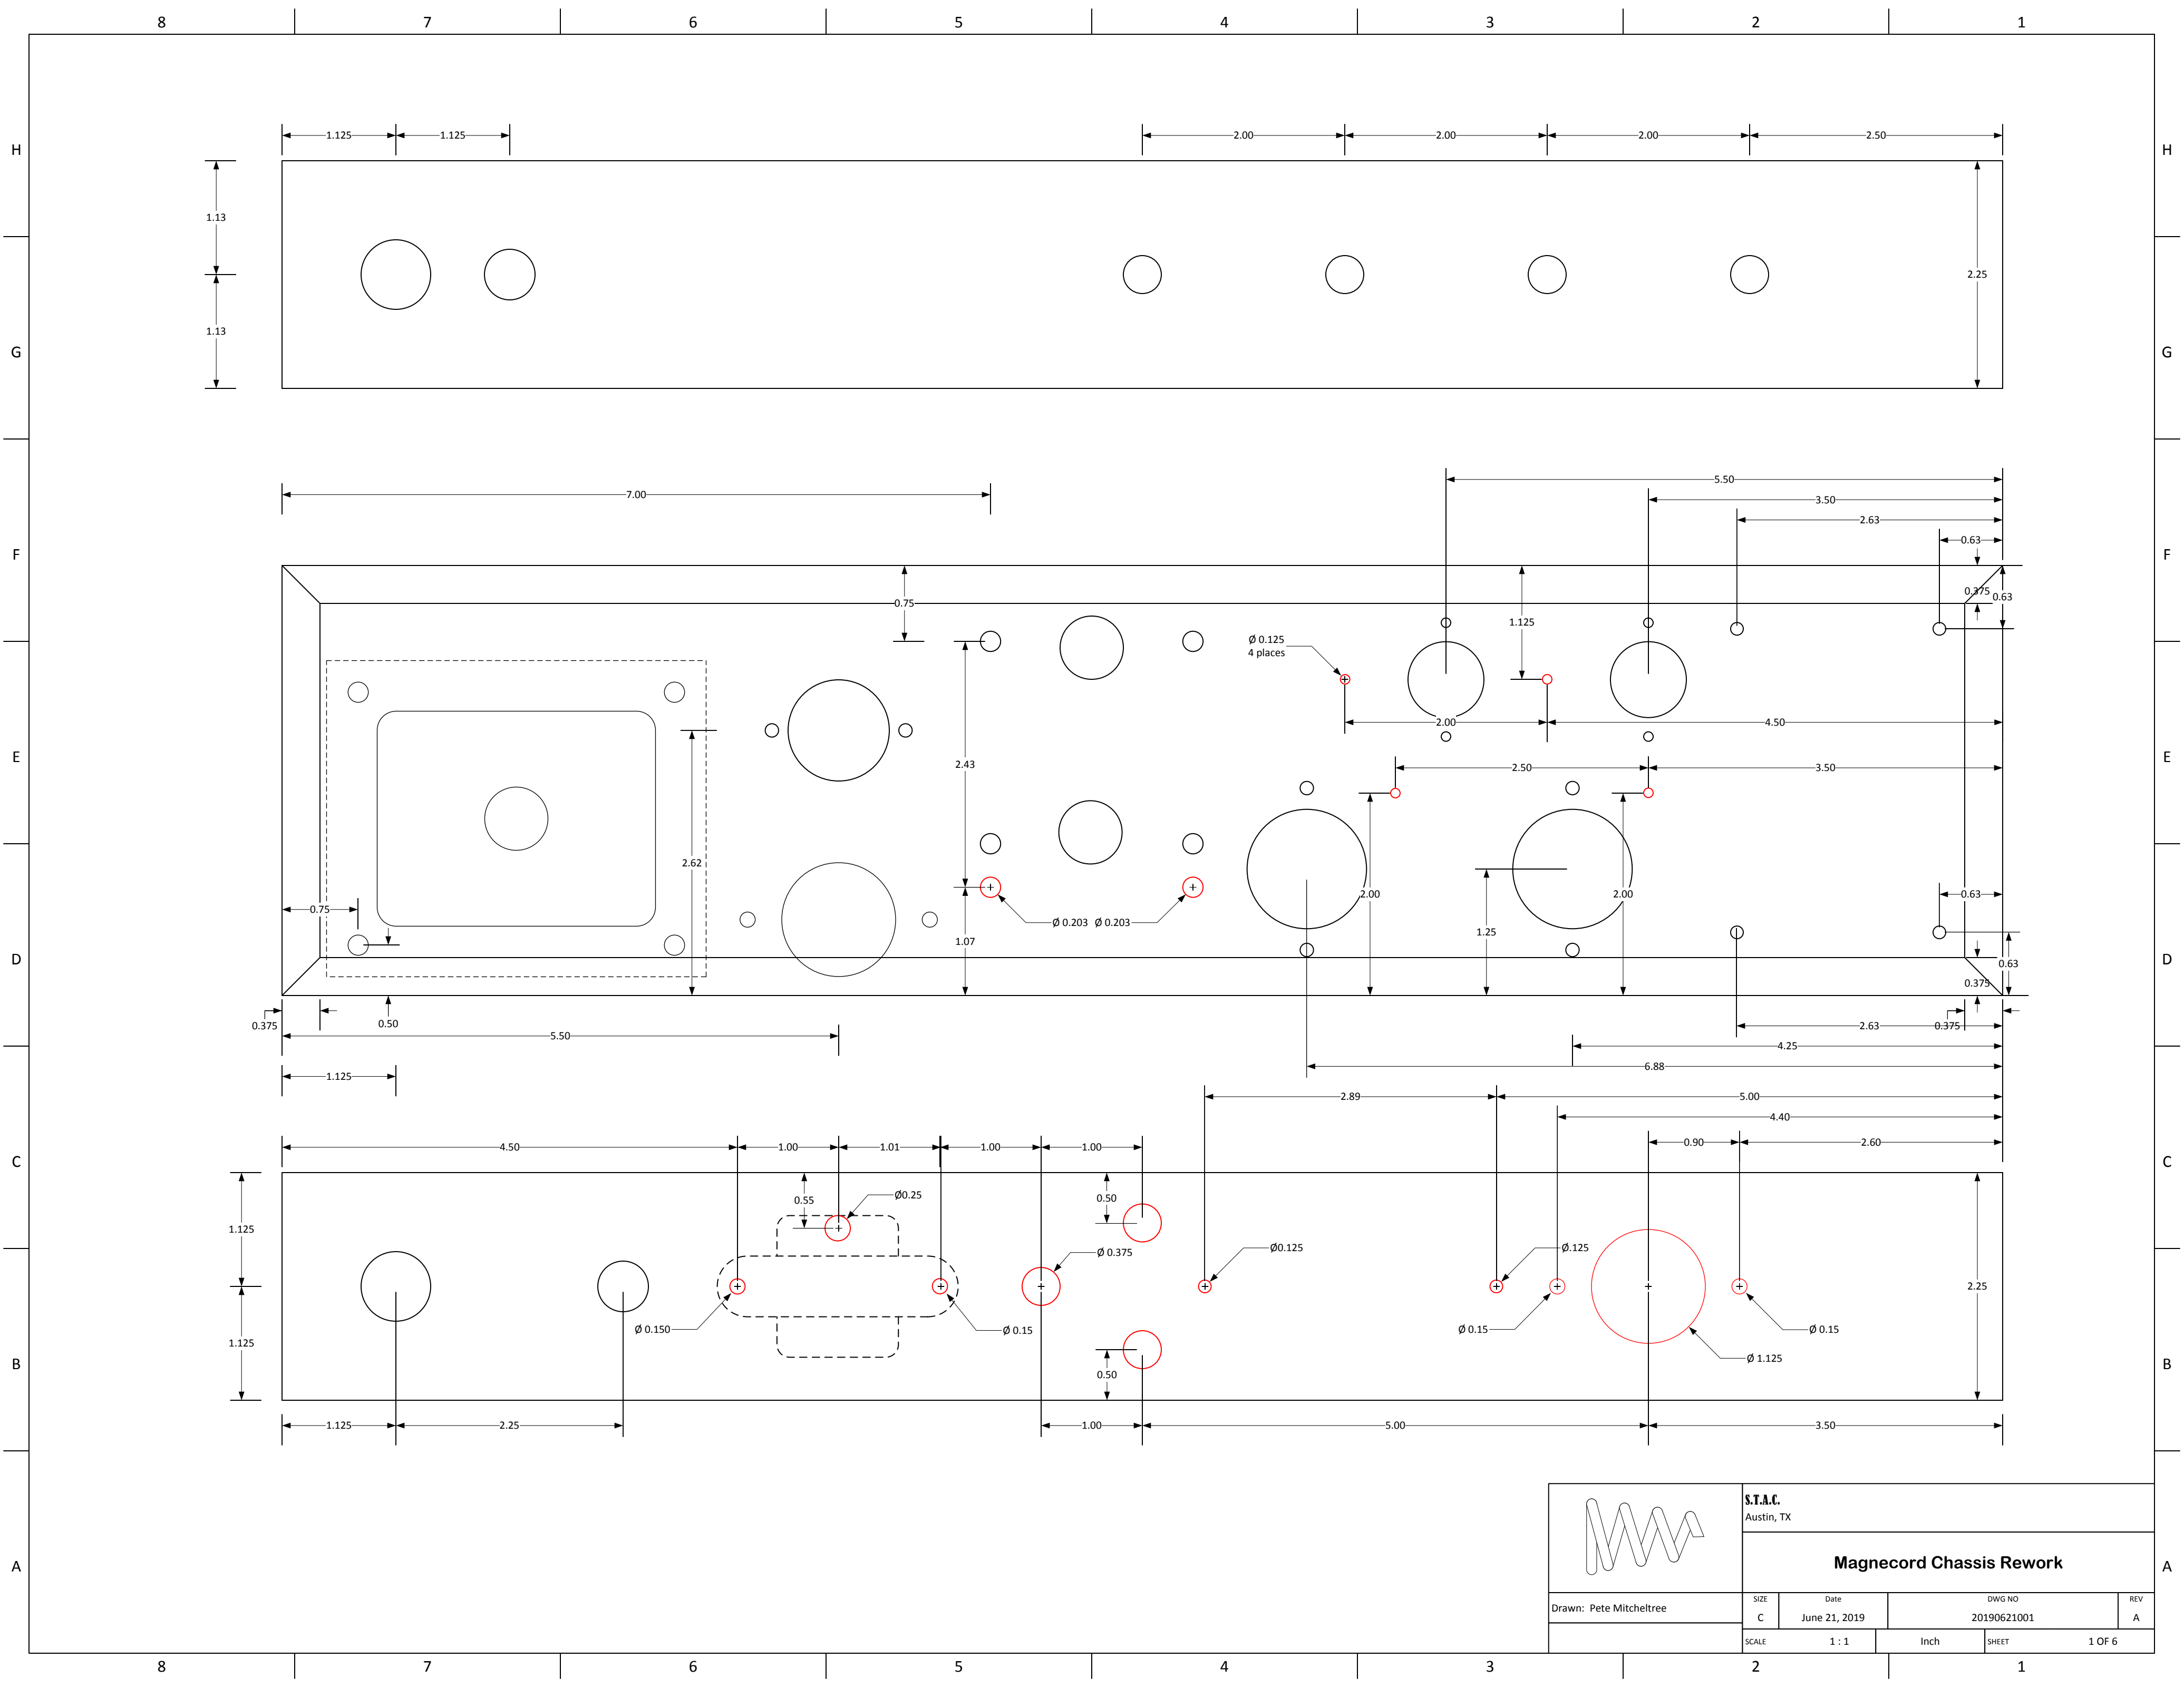 8 7 6 5 4 3 2 1
1.125 1.125 2.00 2.00 2.00 2.50
H H
1.13
2.25
1.13
G G
5.50
7.00
3.50
2.63
0.63
F F
0.375
0.63
0.75
1.125
Ø 0.125
4 places
2.00 4.50
E E
2.43
2.50 3.50
2.62
2.00 2.00 0.63
0.75
Ø 0.203 Ø 0.203
1.25
1.07
D D
0.63
0.375
0.375
0.50
2.63 0.375
5.50
4.25
6.88
1.125
2.89 5.00
4.40
0.90 2.60
4.50 1.00 1.01 1.00 1.00
C C
0.55 Ø0.25 0.50
1.125
Ø0.125 Ø.125
Ø 0.375
2.25
Ø 0.150 Ø 0.15 Ø 0.15 Ø 0.15
1.125
Ø 1.125
B B
0.50
1.125 2.25 1.00 5.00 3.50
S.T.A.C.
Austin, TX
Magnecord Chassis Rework
A A
Drawn: Pete Mitcheltree
SIZE Date DWG NO REV
C June 21, 2019 20190621001 A
SCALE 1 : 1 Inch SHEET 1 OF 6
8 7 6 5 4 3 2 1